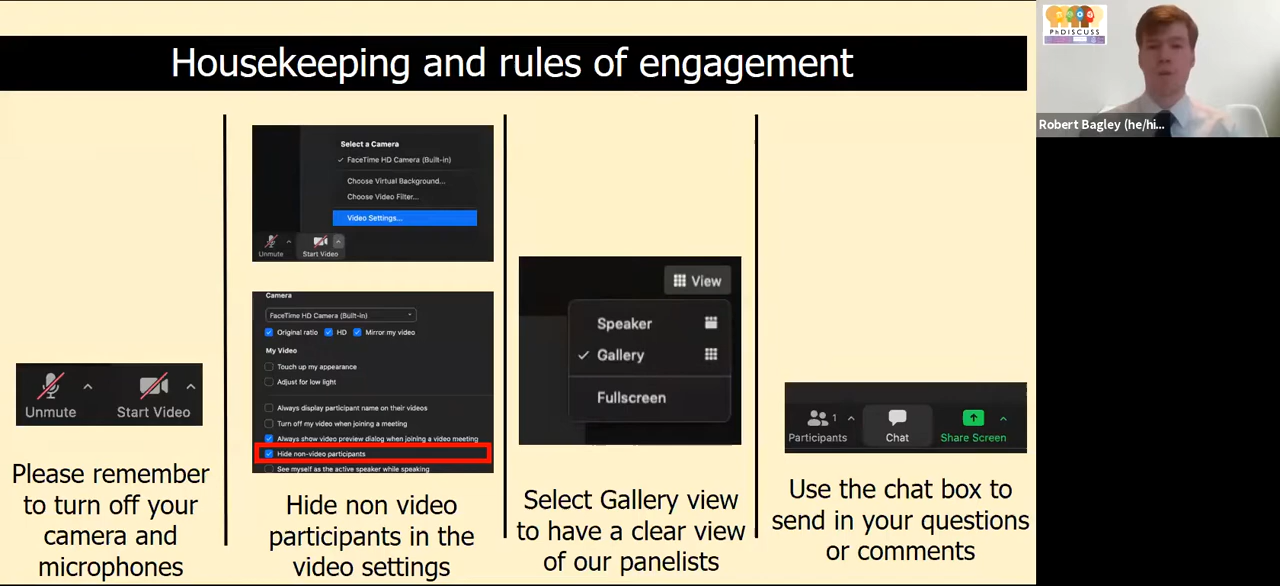 Housekeeping and rules of engagement
Unmute
Start Video
Please remember
to turn off your
camera and
microphones
Select a Camera
FaceTime HD Camera (Built-in)
Choose Virtual Background...
Choose Video Filter...
Video Settings...
Unmute
Start Video
Camera
FaceTime HD Camera (Built-in)
Original ratio HD Mirror my video
My Video
Touch up my appearance
Adjust for low light
Always display participant name on their videos
Turn off my video when joining a meeting
Always show video preview dialog when joining a video meeting
Hide non-video participants
See myself as the active speaker while speaking
Hide non video
participants in the
video settings
View
Speaker
Gallery
Fullscreen
Select Gallery view
to have a clear view
of our panelists
1
Participants
Chat
Share Screen
Use the chat box to
send in your questions
or comments
PhDISCUSS
Robert Bagley (he/hi...